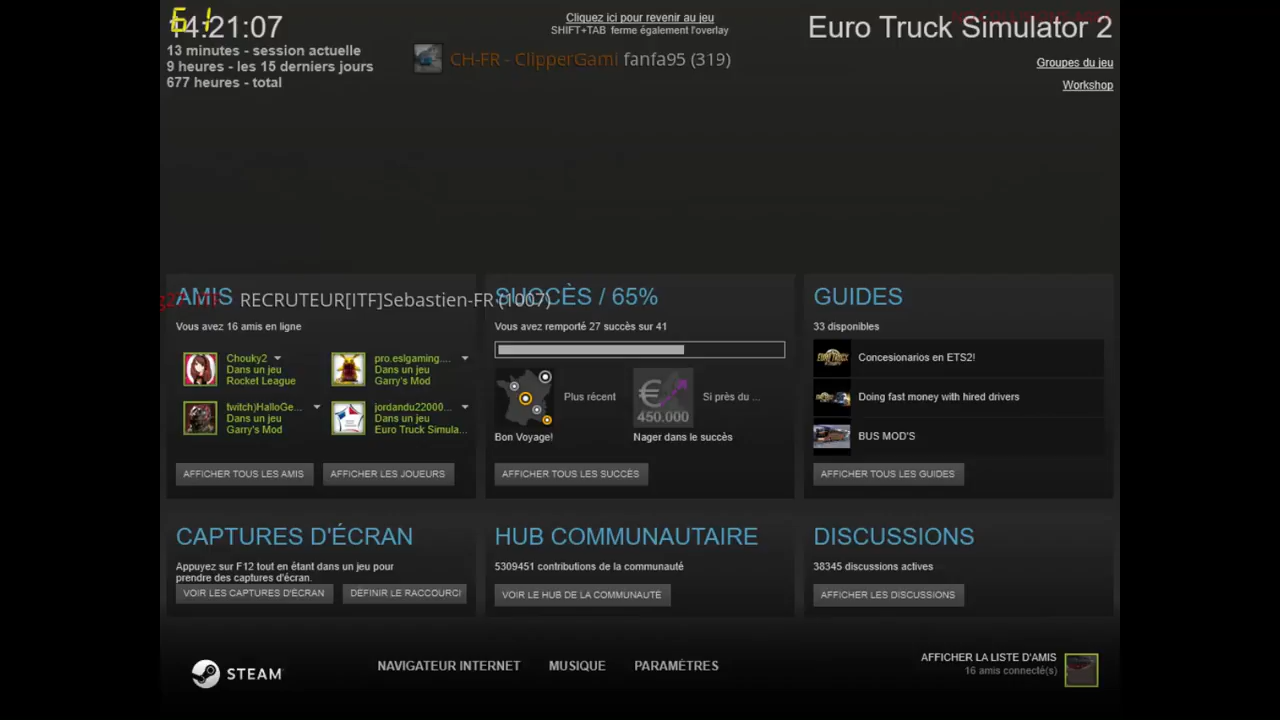 14:21:07
13 minutes - session actuelle
9 heures - les 15 derniers jours
677 heures - total
Cliquez ici pour revenir au jeu
SHIFT+TAB ferme également l'overlay
CH-FR - ClipperGami fanfa95 (319)
Euro Truck Simulator 2
Groupes du jeu
Workshop
AMIS
RECRUTEUR[ITF]Sebastien-FR (1007)
Vous avez 16 amis en ligne
Chouky2
Dans un jeu
Rocket League
pro.eslgaming....
Dans un jeu
Garry's Mod
twitch)HalloGe...
Dans un jeu
Garry's Mod
jordandu22000...
Dans un jeu
Euro Truck Simula...
AFFICHER TOUS LES AMIS
AFFICHER LES JOUEURS
SUCCÈS / 65%
Vous avez remporté 27 succès sur 41
Plus récent
Bon Voyage!
450.000
Si près du ...
Nager dans le succès
AFFICHER TOUS LES SUCCÈS
GUIDES
33 disponibles
Concesionarios en ETS2!
Doing fast money with hired drivers
BUS MOD'S
AFFICHER TOUS LES GUIDES
CAPTURES D'ÉCRAN
Appuyez sur F12 tout en étant dans un jeu pour
prendre des captures d'écran.
VOIR LES CAPTURES D'ÉCRAN
DÉFINIR LE RACCOURCI
HUB COMMUNAUTAIRE
5309451 contributions de la communauté
VOIR LE HUB DE LA COMMUNAUTÉ
DISCUSSIONS
38345 discussions actives
AFFICHER LES DISCUSSIONS
STEAM
NAVIGATEUR INTERNET
MUSIQUE
PARAMÈTRES
AFFICHER LA LISTE D'AMIS
16 amis connecté(s)